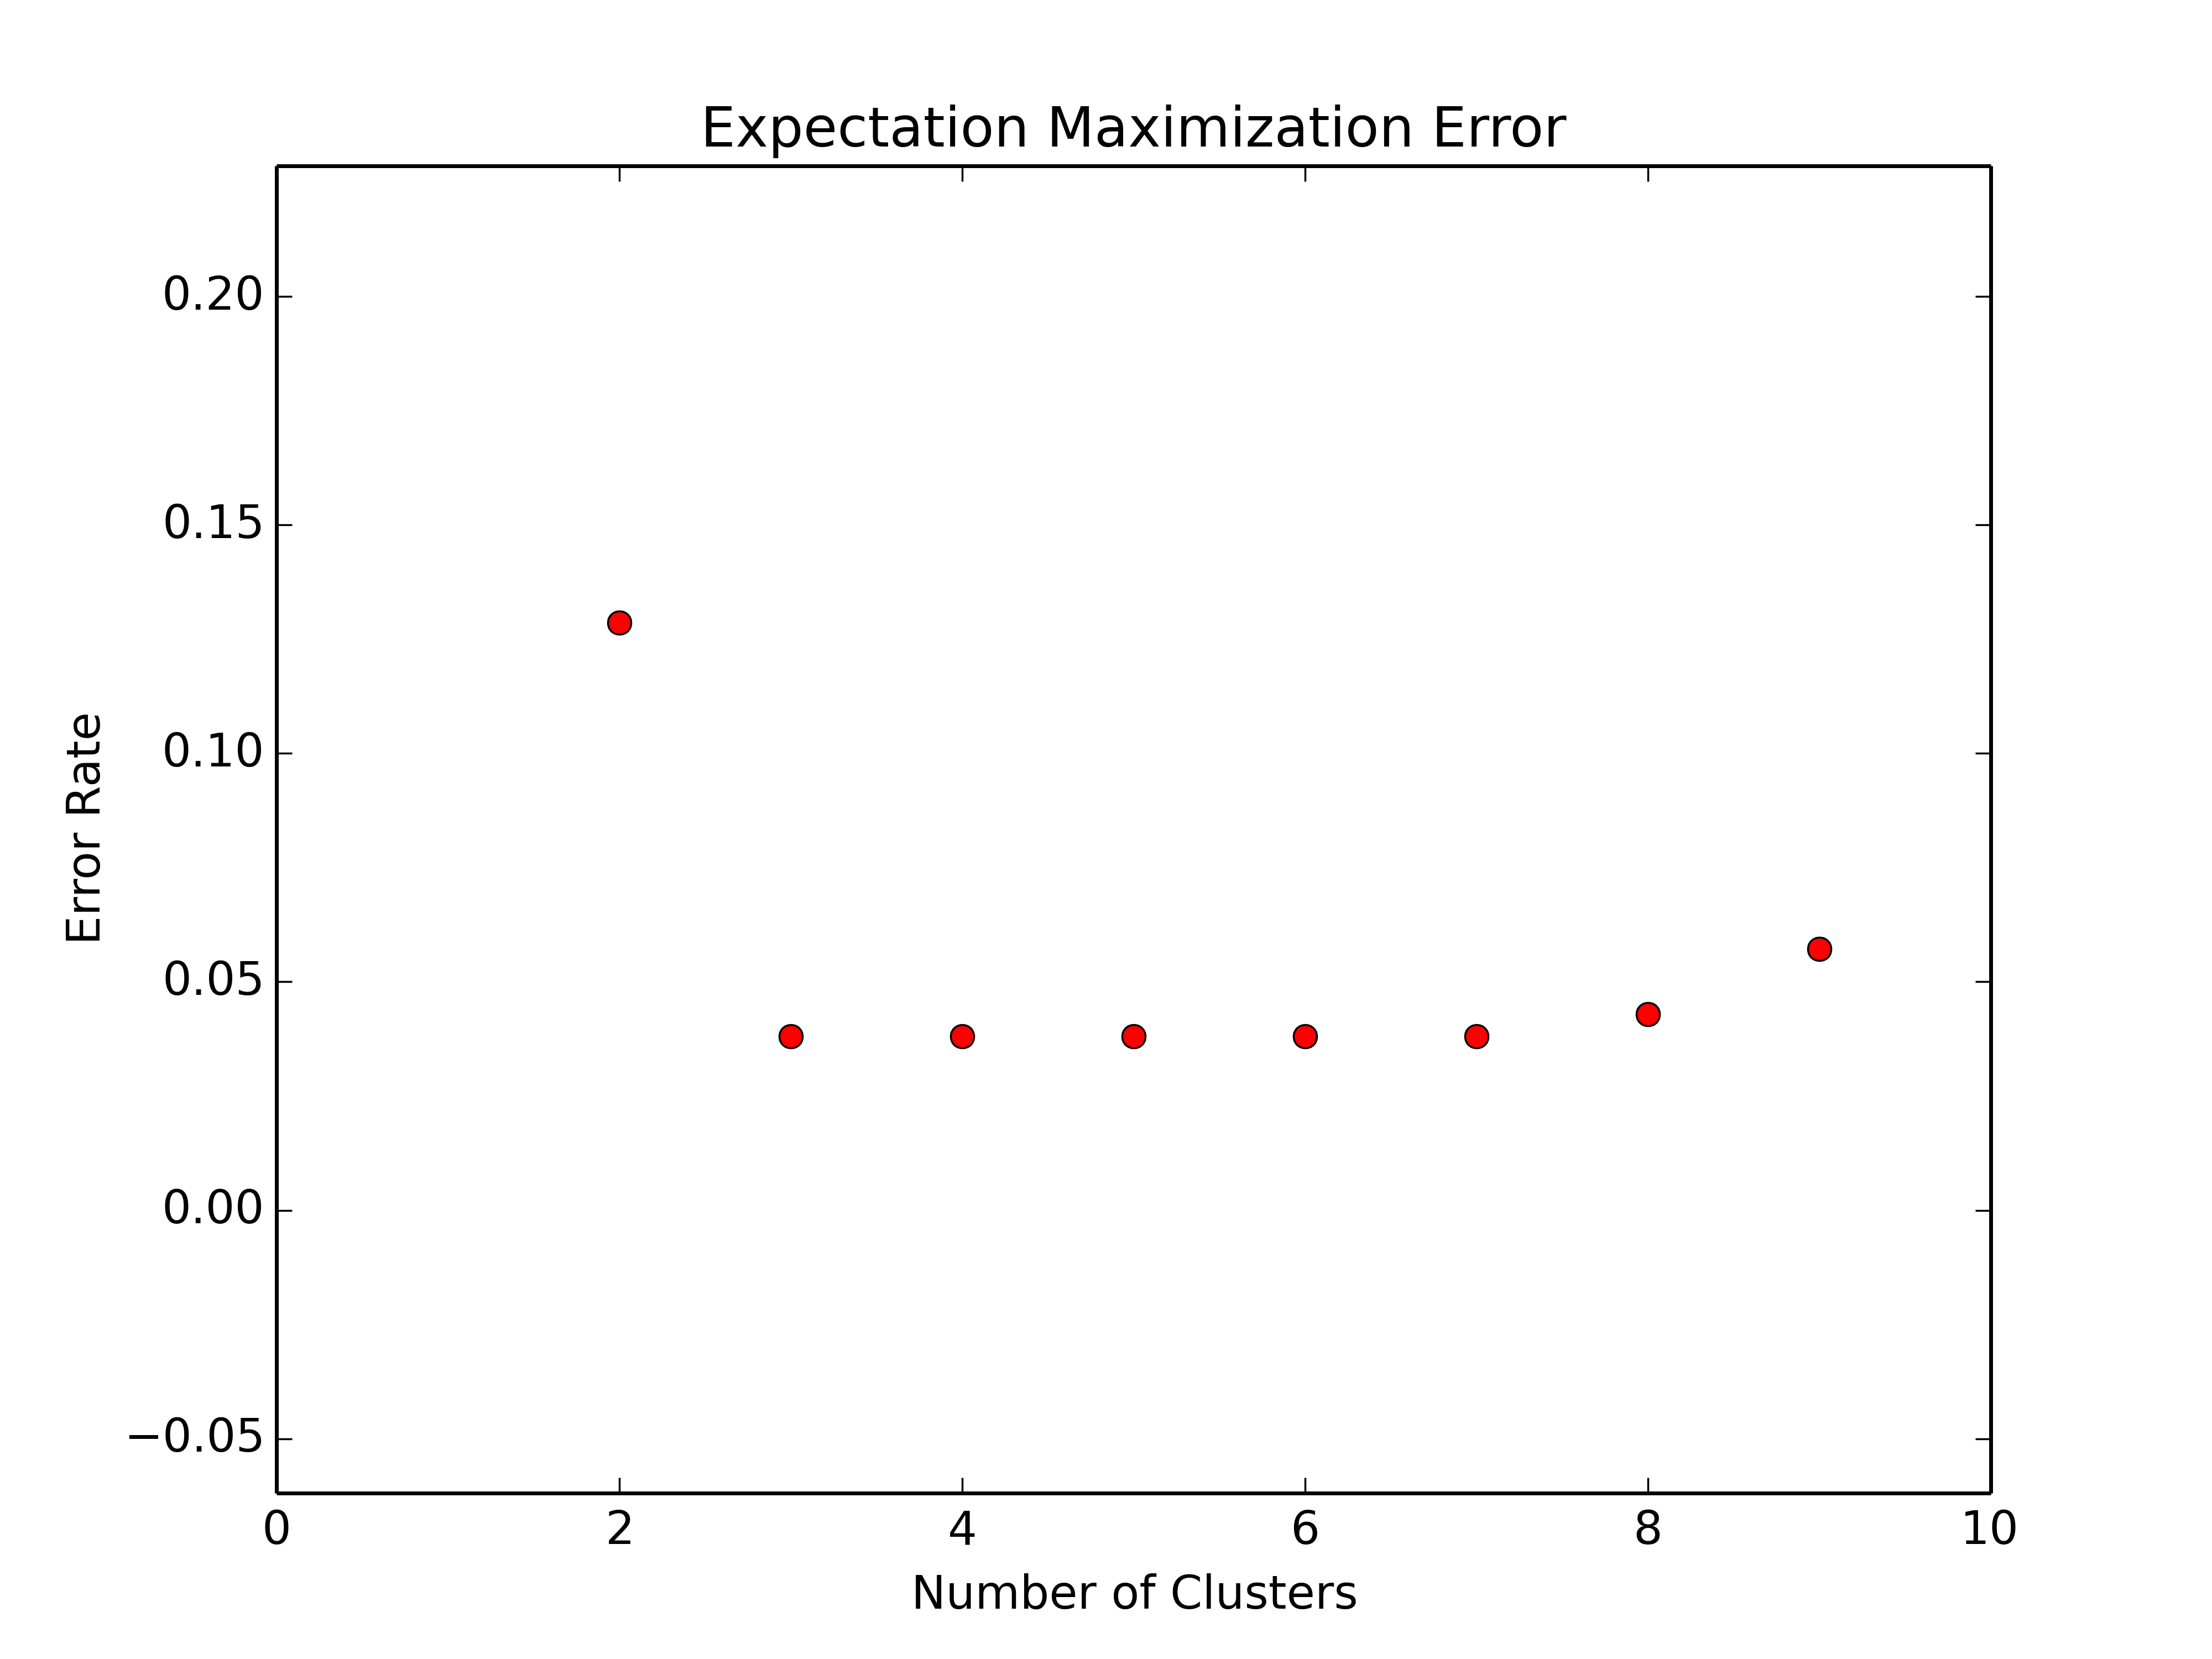 Expectation Maximization Error
0.20
0.15
0.10
0.05
0.00
−0.05
Error Rate
0 2 4 6 8 10
Number of Clusters